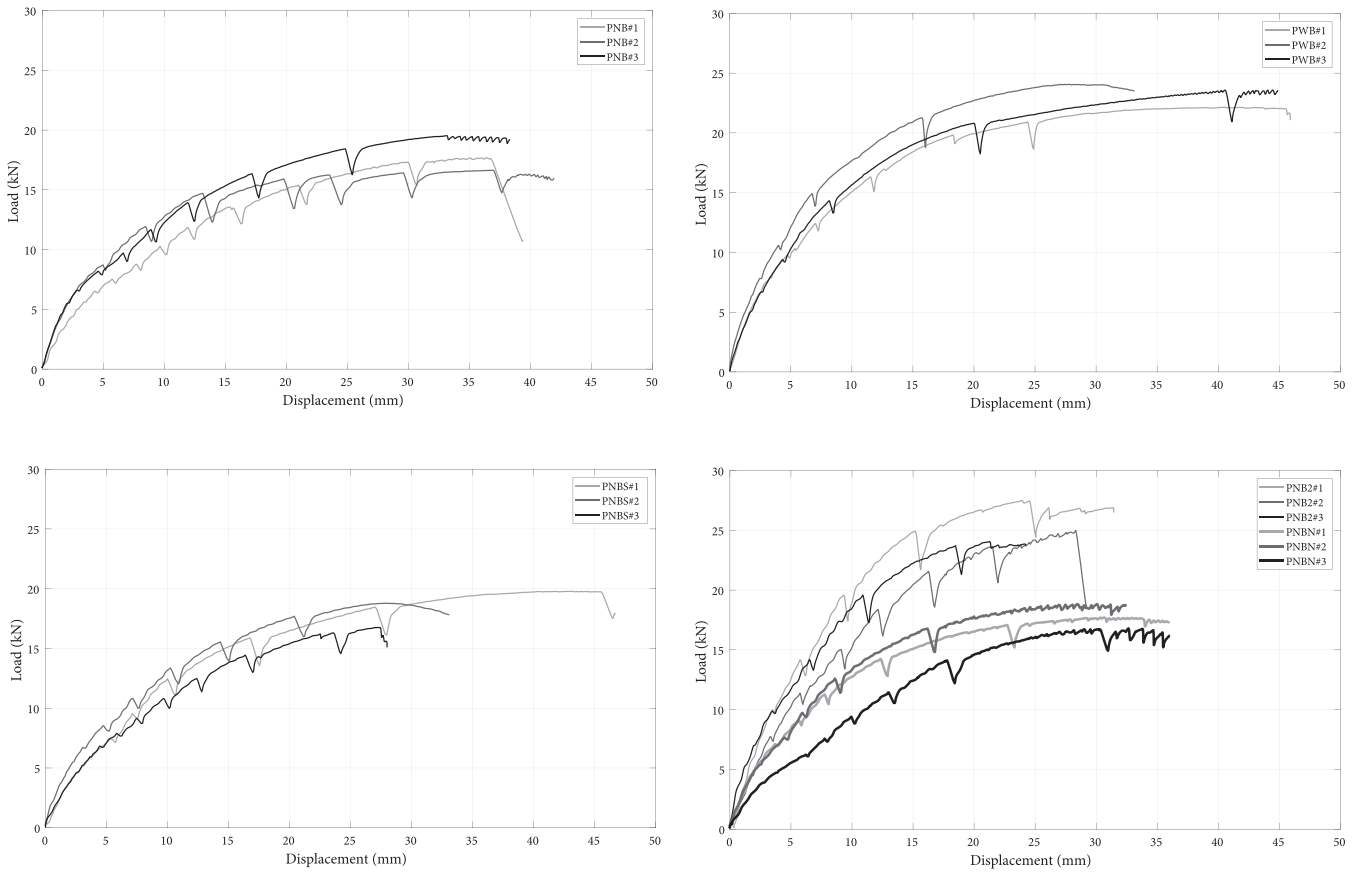 30
25
20
15
10
5
0
Load (kN)
PNB#1
PNB#2
PNB#3
0 5 10 15 20 25 30 35 40 45 50
Displacement (mm)
30
25
20
15
10
5
0
Load (kN)
PWB#1
PWB#2
PWB#3
0 5 10 15 20 25 30 35 40 45 50
Displacement (mm)
30
25
20
15
10
5
0
Load (kN)
PNBS#1
PNBS#2
PNBS#3
0 5 10 15 20 25 30 35 40 45 50
Displacement (mm)
30
25
20
15
10
5
0
Load (kN)
PNB2#1
PNB2#2
PNB2#3
PNBN#1
PNBN#2
PNBN#3
0 5 10 15 20 25 30 35 40 45 50
Displacement (mm)